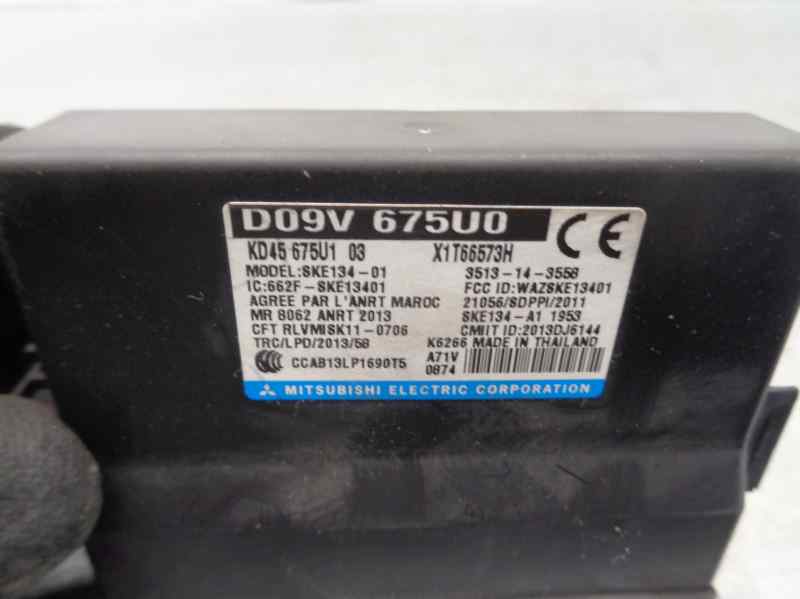 D09V 675U0
KD45 675U1 03 X1T66573H
MODEL:SKE134-01 3513-14-3558
IC:662F-SKE13401 FCC ID:WAZSKE13401
AGREE PAR L'ANRT MAROC 21056/SDPPI/2011
MR 8062 ANRT 2013 SKE134-A1 1953
CFT RLVMISK11-0706 CMIIT ID:2013DJ6144
TRC/LPD/2013/58 K6266 MADE IN THAILAND
CCAB13LP1690T5 A71V
0874
MITSUBISHI ELECTRIC CORPORATION
CE